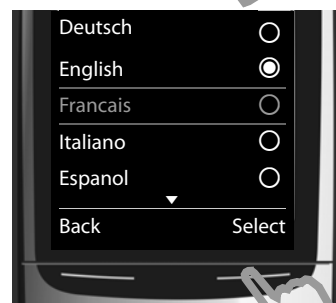 Deutsch
English
Francais
Italiano
Espanol
Back Select